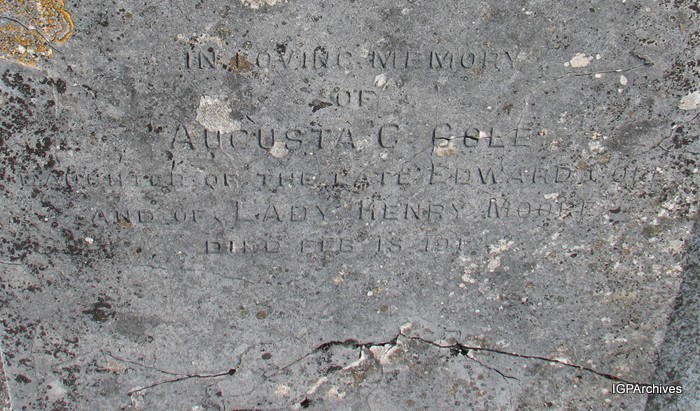 IN LOVING MEMORY
OF
AUGUSTA C COLE
DAUGHTER OF THE LATE EDWARD COLE
AND OF LADY HENRY MOORE
DIED FEB 18
IGPArchives